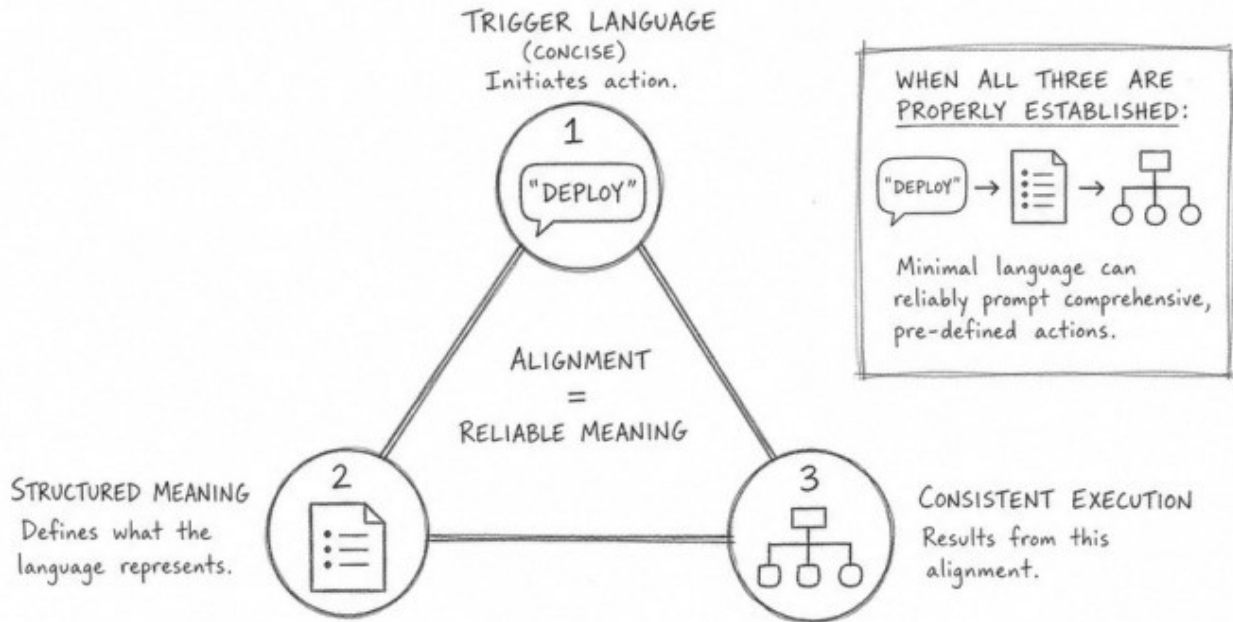 TRIGGER LANGUAGE
(CONCISE)
Initiates action.
1
"DEPLOY"
ALIGNMENT
=
RELIABLE MEANING
2
STRUCTURED MEANING
Defines what the
language represents.
3
CONSISTENT EXECUTION
Results from this
alignment.
WHEN ALL THREE ARE
PROPERLY ESTABLISHED:
"DEPLOY"
Minimal language can
reliably prompt comprehensive,
pre-defined actions.